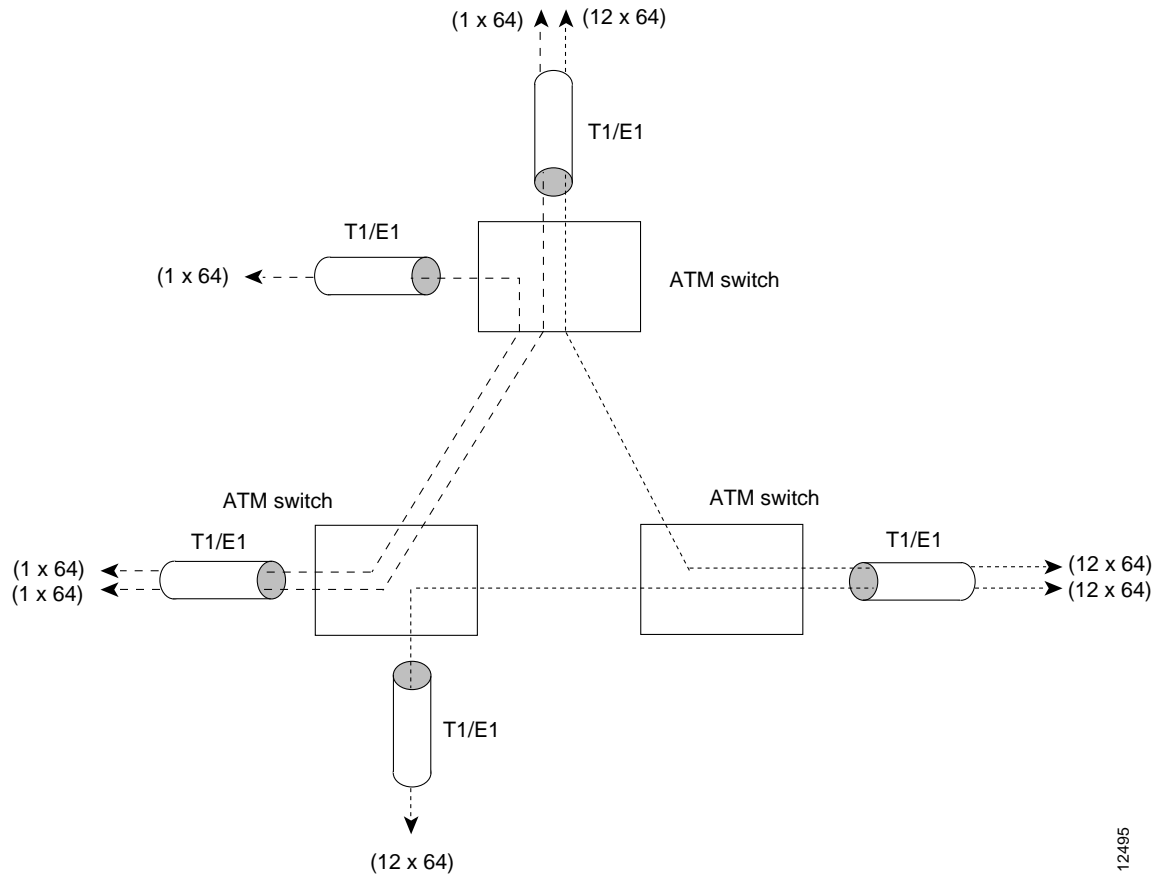 (1 x 64)
(12 x 64)
T1/E1
T1/E1
(1 x 64)
ATM switch
ATM switch
ATM switch
T1/E1
T1/E1
(1 x 64)
(1 x 64)
(12 x 64)
(12 x 64)
T1/E1
(12 x 64)
12495